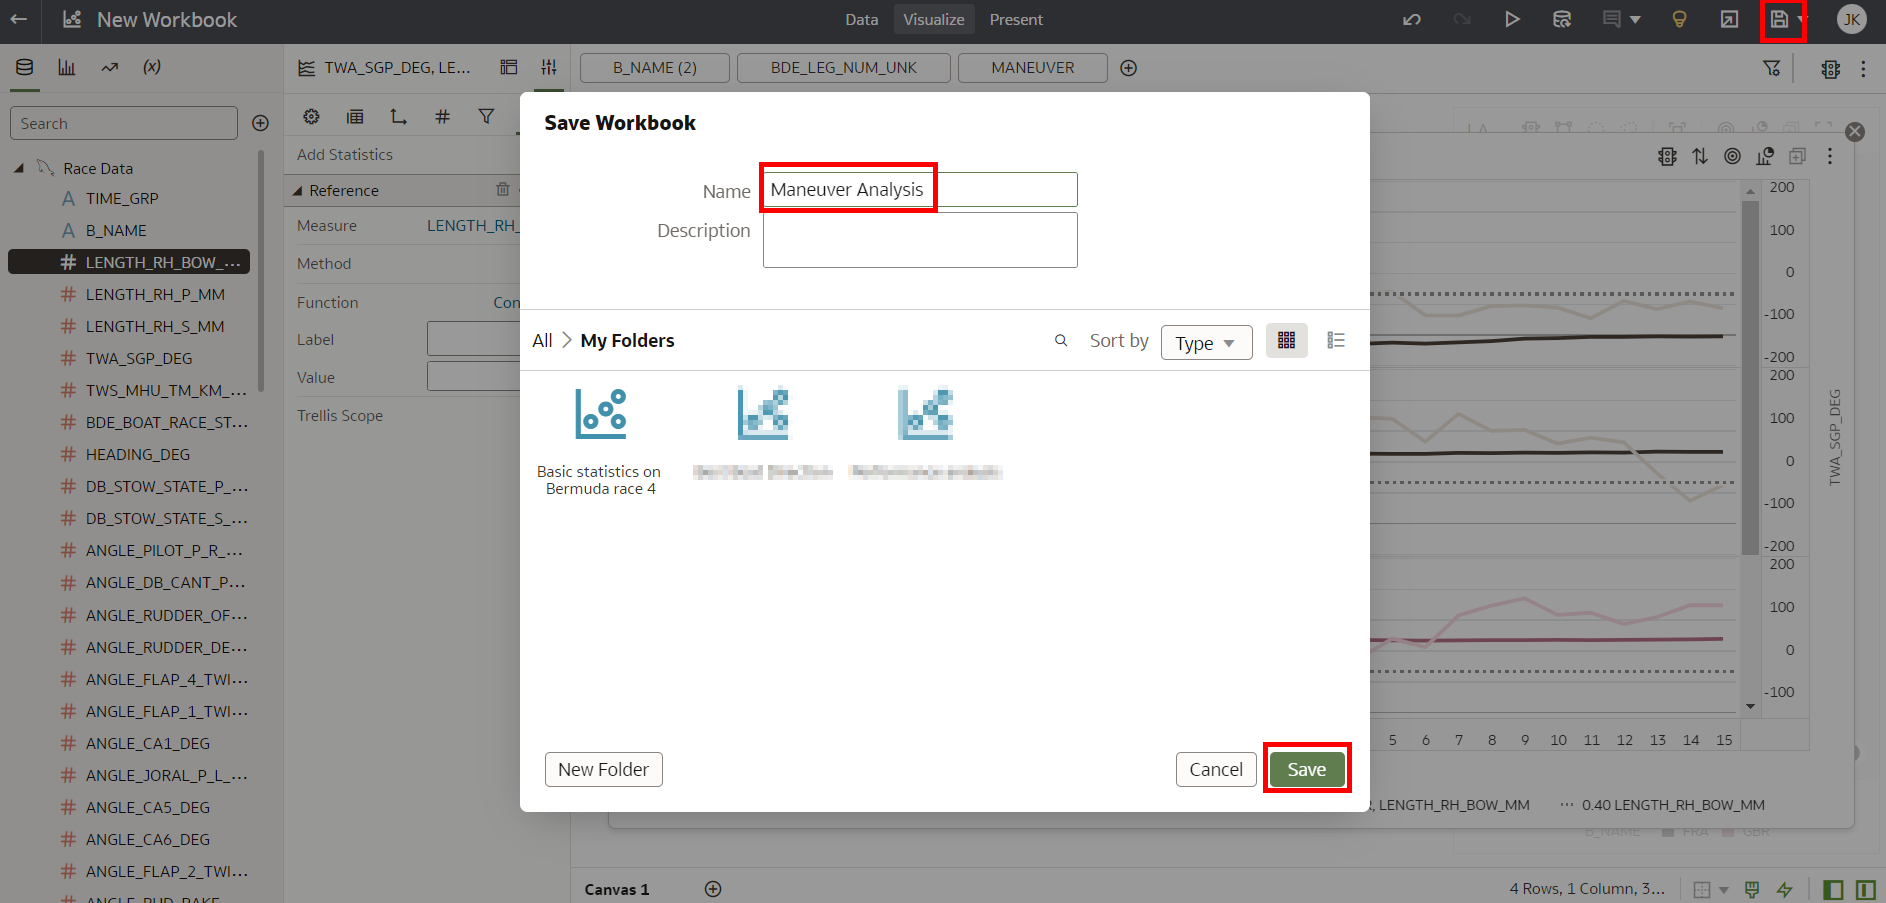 New Workbook
Data
Visualize
Present
JK
(x)
TWA_SGP_DEG, LE...
B_NAME (2)
BDE_LEG_NUM_UNK
MANEUVER
Search
Race Data
TIME_GRP
B_NAME
LENGTH_RH_BOW_...
LENGTH_RH_P_MM
LENGTH_RH_S_MM
TWA_SGP_DEG
TWS_MHU_TM_KM_...
BDE_BOAT_RACE_ST...
HEADING_DEG
DB_STOW_STATE_P_...
DB_STOW_STATE_S_...
ANGLE_PILOT_P_R_...
ANGLE_DB_CANT_P...
ANGLE_RUDDER_OF...
ANGLE_RUDDER_DE...
ANGLE_FLAP_4_TWI...
ANGLE_FLAP_1_TWI...
ANGLE_CA1_DEG
ANGLE_JORAL_P_L_...
ANGLE_CA5_DEG
ANGLE_CA6_DEG
ANGLE_FLAP_2_TWI...
Add Statistics
Reference
Measure
LENGTH_RH_
Method
Function
Con
Label
Value
Trellis Scope
Save Workbook
Name
Maneuver Analysis
Description
All > My Folders
Sort by
Type
Basic statistics on
Bermuda race 4
New Folder
Cancel
Save
200
100
0
-100
-200
200
100
0
-100
-200
200
100
0
-100
TWA_SGP_DEG
5 6 7 8 9 10 11 12 13 14 15
, LENGTH_RH_BOW_MM
0.40 LENGTH_RH_BOW_MM
B_NAME
FRA
GBR
Canvas 1
4 Rows, 1 Column, 3...